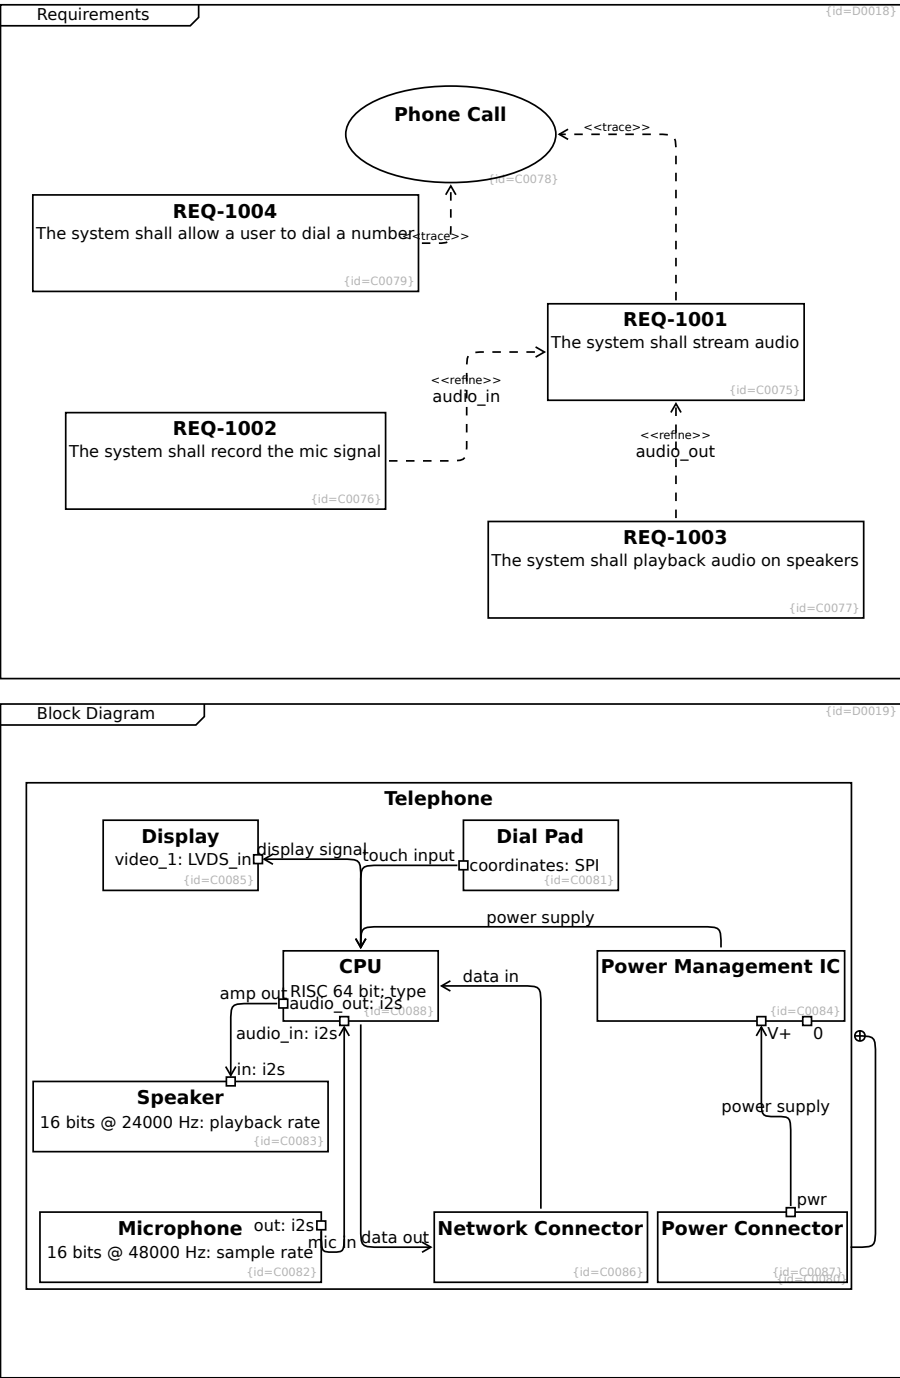 Requirements
{id=D0018}
Phone Call
<<trace>>
{id=C0078}
REQ-1004
The system shall allow a user to dial a number
<<trace>>
{id=C0079}
REQ-1001
The system shall stream audio
{id=C0075}
<<refine>>
audio_in
REQ-1002
The system shall record the mic signal
{id=C0076}
<<refine>>
audio_out
REQ-1003
The system shall playback audio on speakers
{id=C0077}
Block Diagram
{id=D0019}
Telephone
Display
video_1: LVDS_in
{id=C0085}
display signal
touch input
Dial Pad
coordinates: SPI
{id=C0081}
power supply
CPU
RISC 64 bit: type
audio_out: i2s
{id=C0088}
amp out
audio_in: i2s
data in
Power Management IC
{id=C0084}
V+
0
in: i2s
Speaker
16 bits @ 24000 Hz: playback rate
{id=C0083}
power supply
pwr
Microphone
out: i2s
16 bits @ 48000 Hz: sample rate
{id=C0082}
mic in
data out
Network Connector
{id=C0086}
Power Connector
{id=C0087}
{id=C0080}